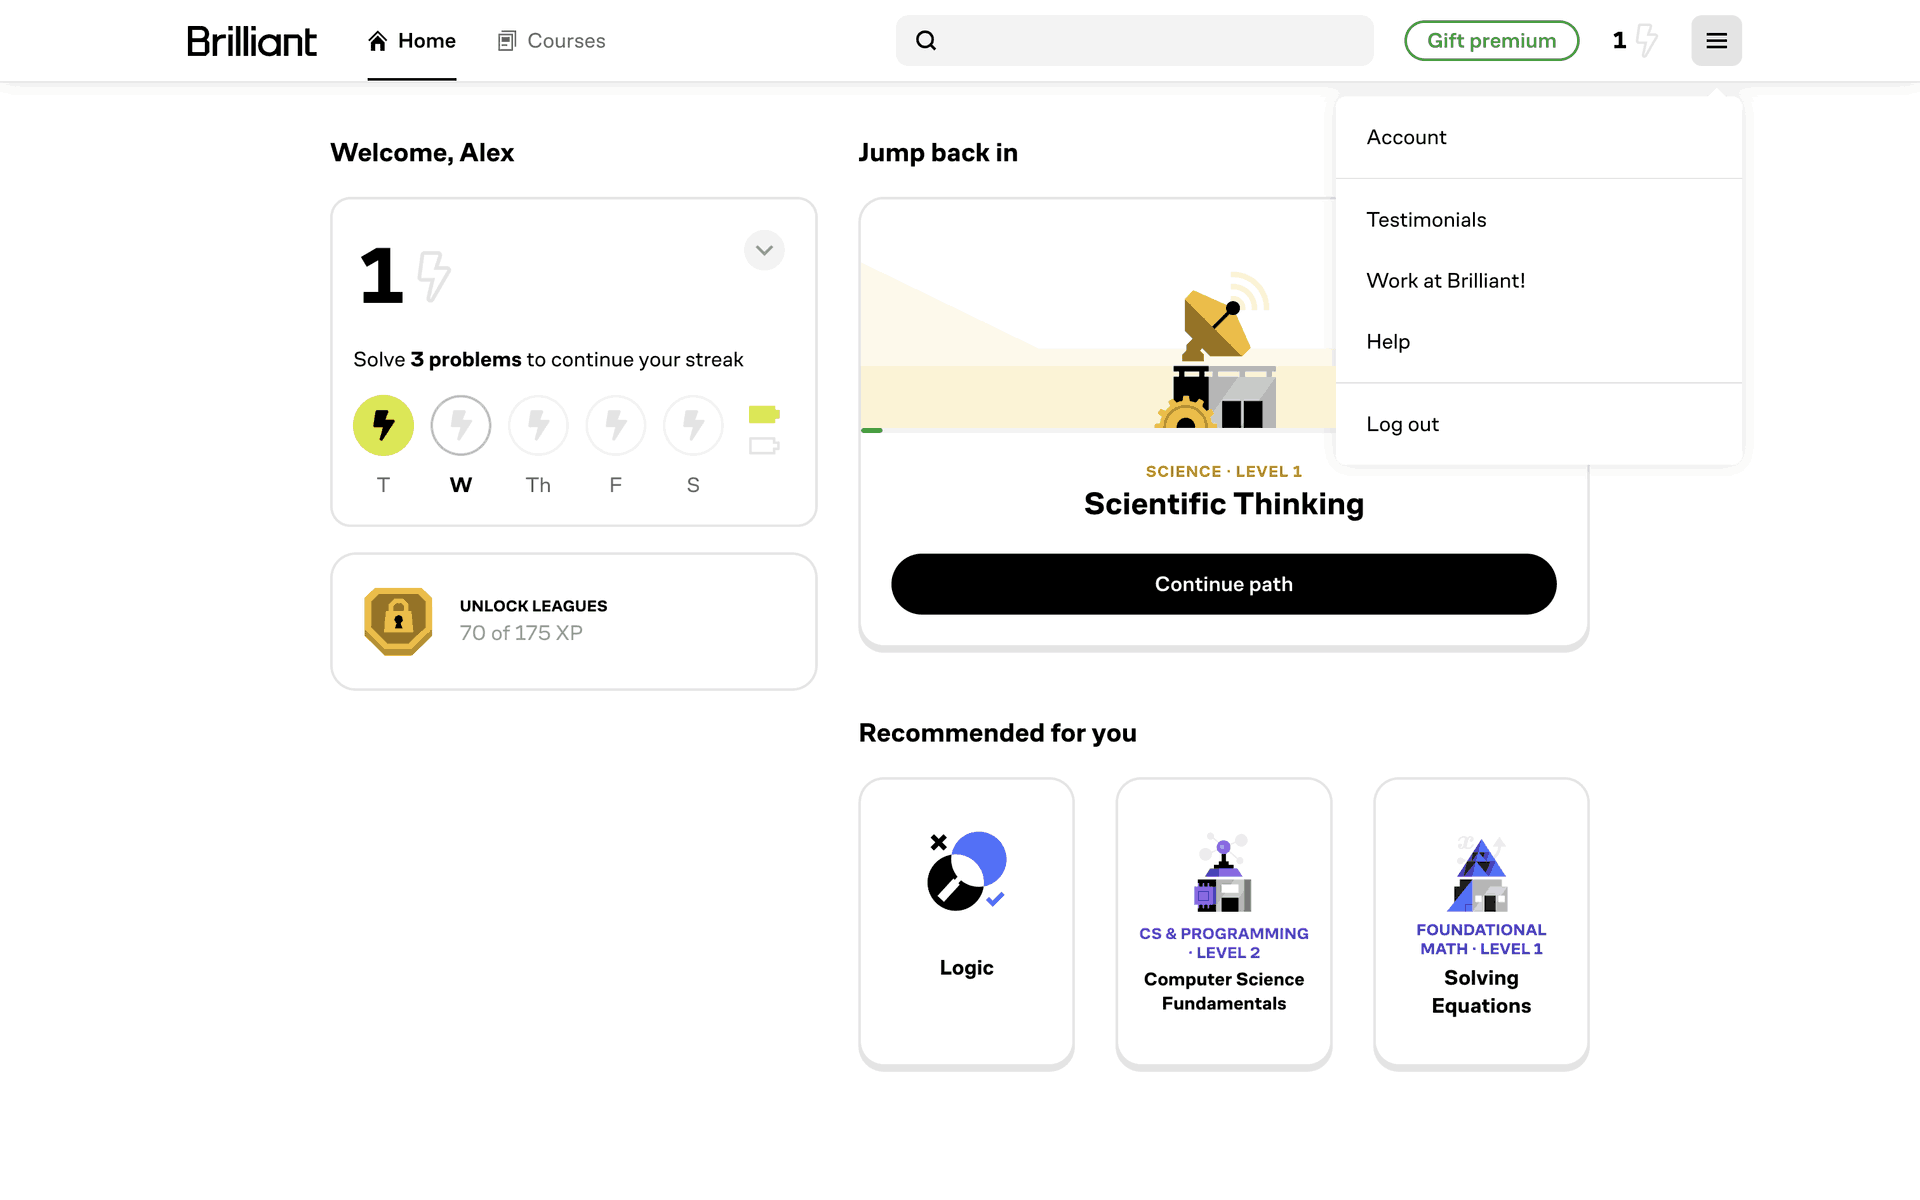 Brilliant
Home
Courses
Gift premium
1
Account
Testimonials
Work at Brilliant!
Help
Log out
Welcome, Alex
1
Solve 3 problems to continue your streak
T
W
Th
F
S
UNLOCK LEAGUES
70 of 175 XP
Jump back in
SCIENCE · LEVEL 1
Scientific Thinking
Continue path
Recommended for you
Logic
CS & PROGRAMMING
· LEVEL 2
Computer Science
Fundamentals
x
FOUNDATIONAL
MATH · LEVEL 1
Solving
Equations